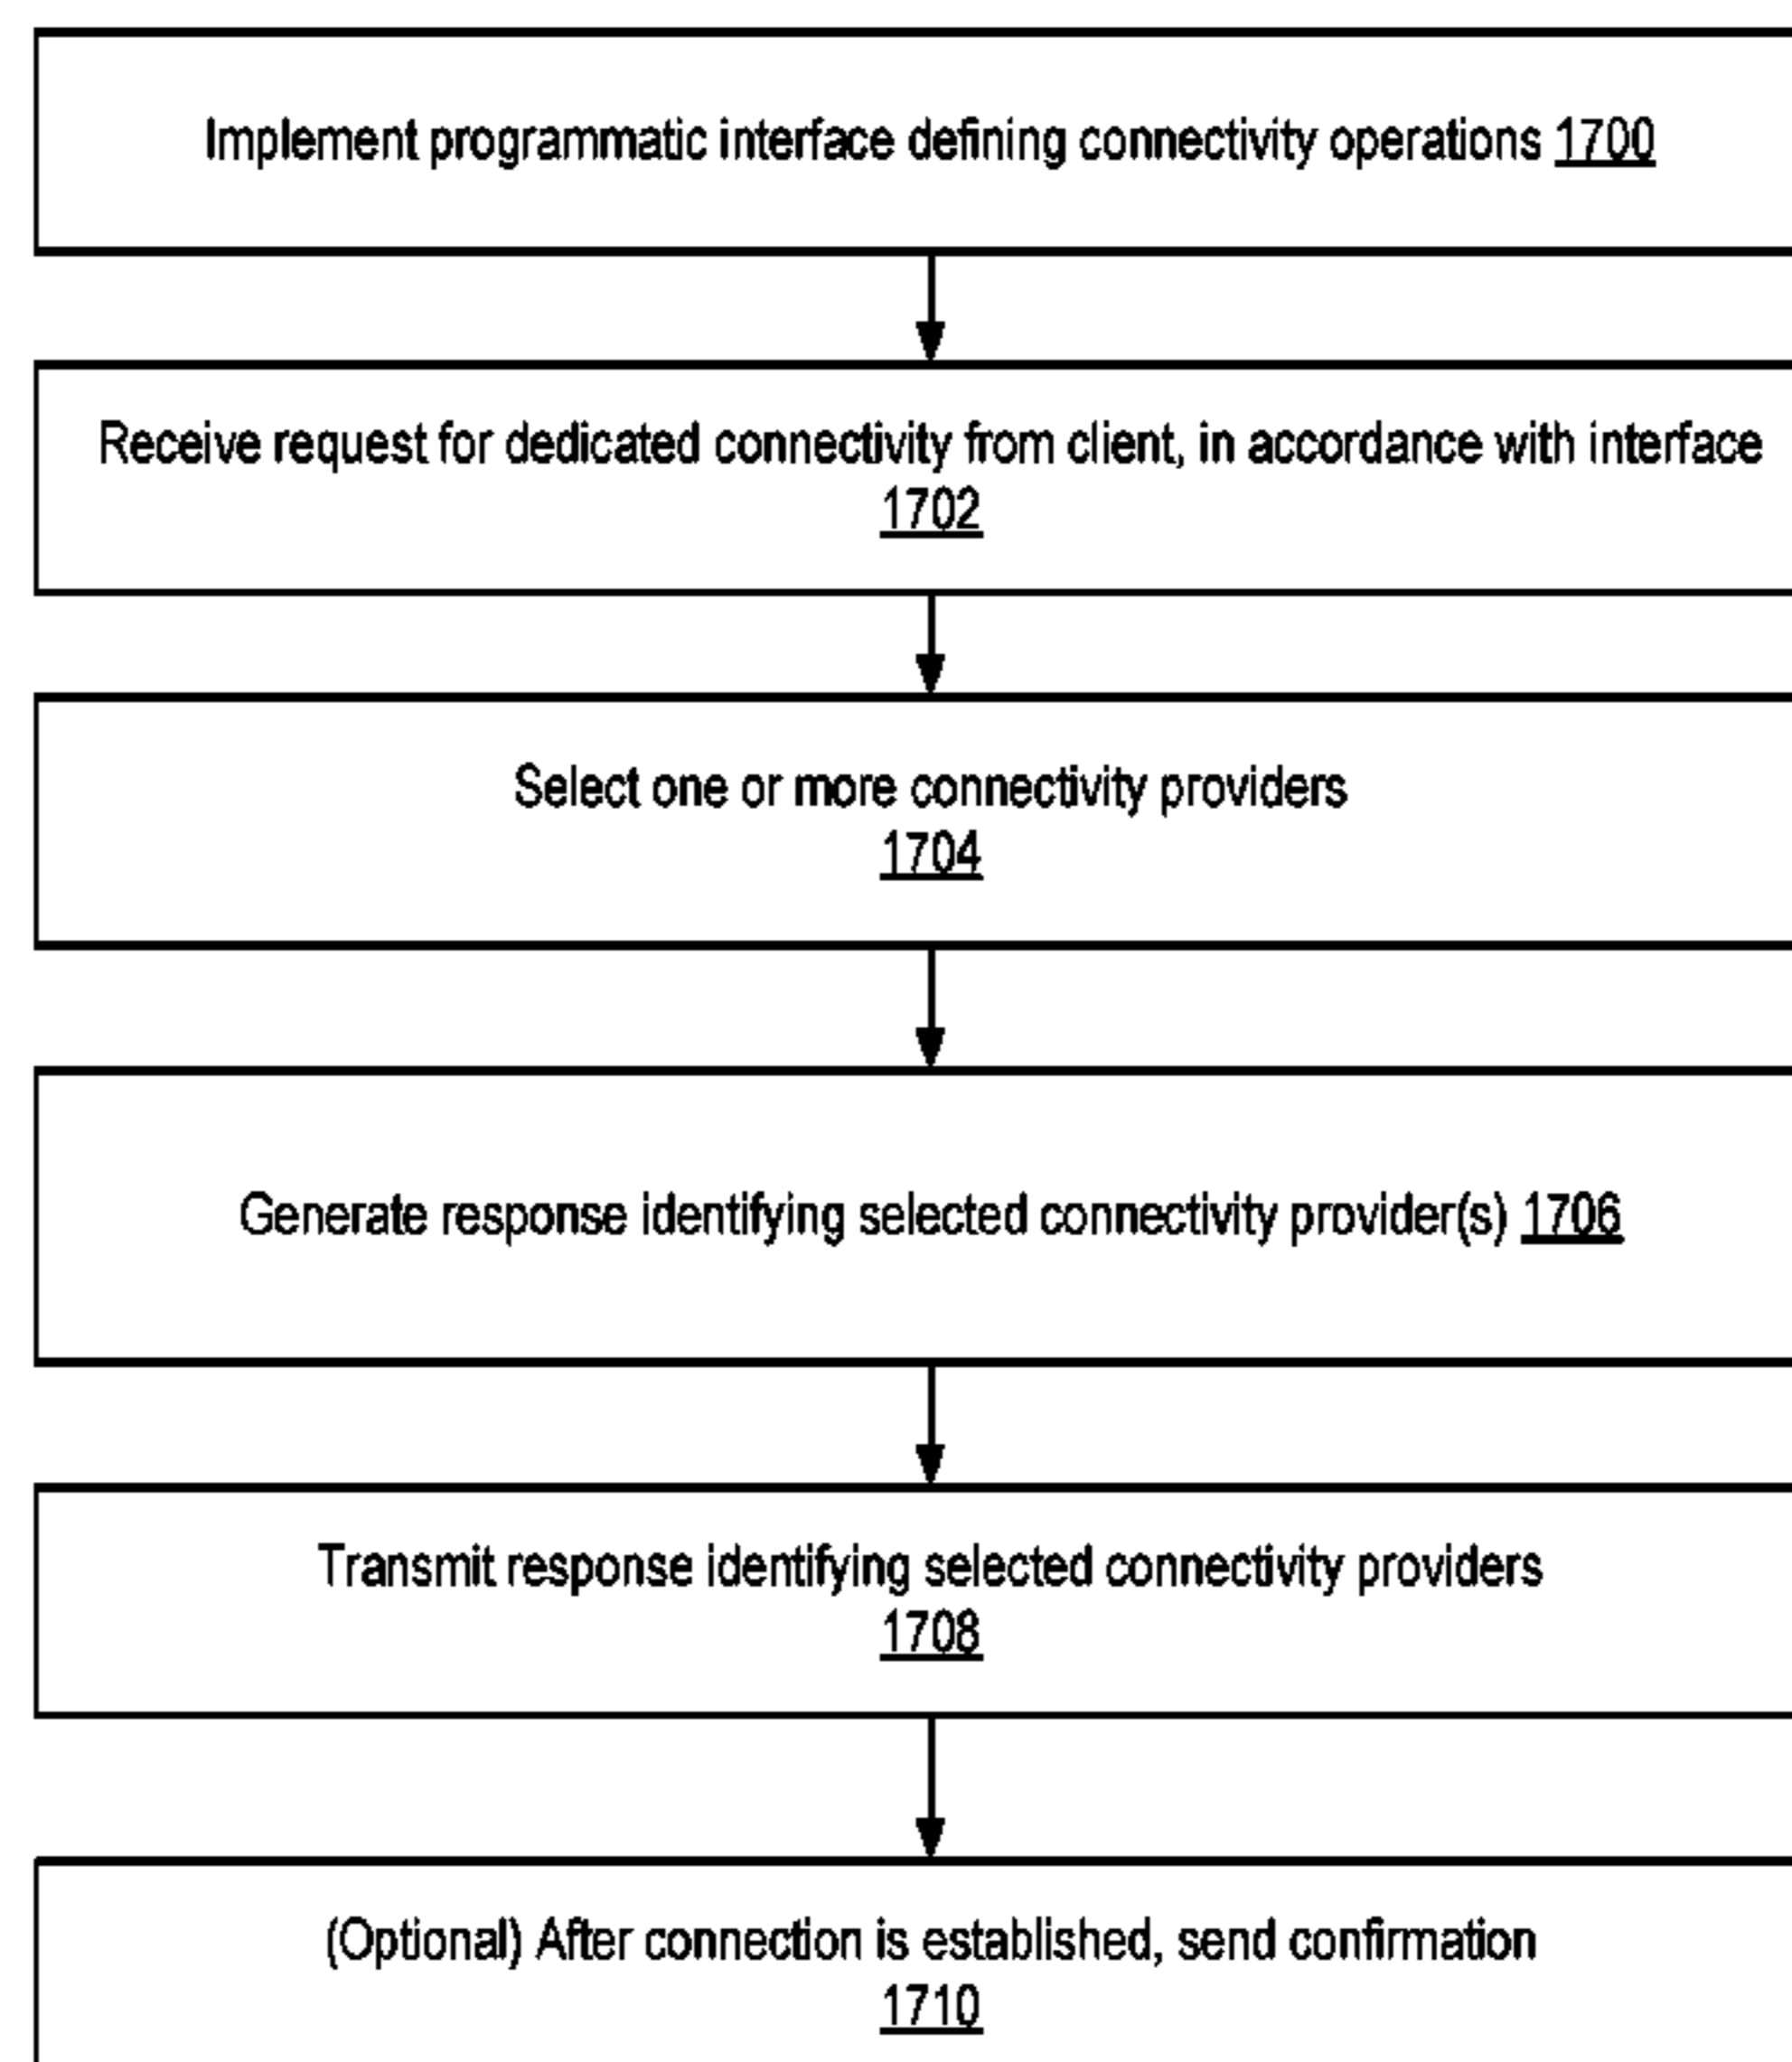 Implement programmatic interface defining connectivity operations 1700
Receive request for dedicated connectivity from client, in accordance with interface
1702
Select one or more connectivity providers
1704
Generate response identifying selected connectivity provider(s) 1706
Transmit response identifying selected connectivity providers
1708
(Optional) After connection is established, send confirmation
1710